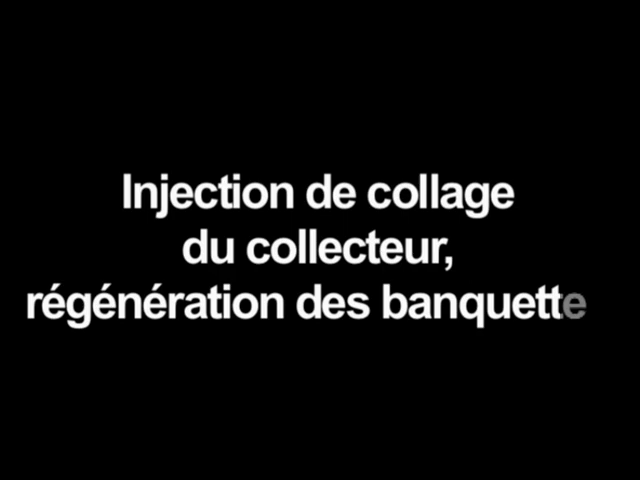 Injection de collage
du collecteur,
régénération des banquette